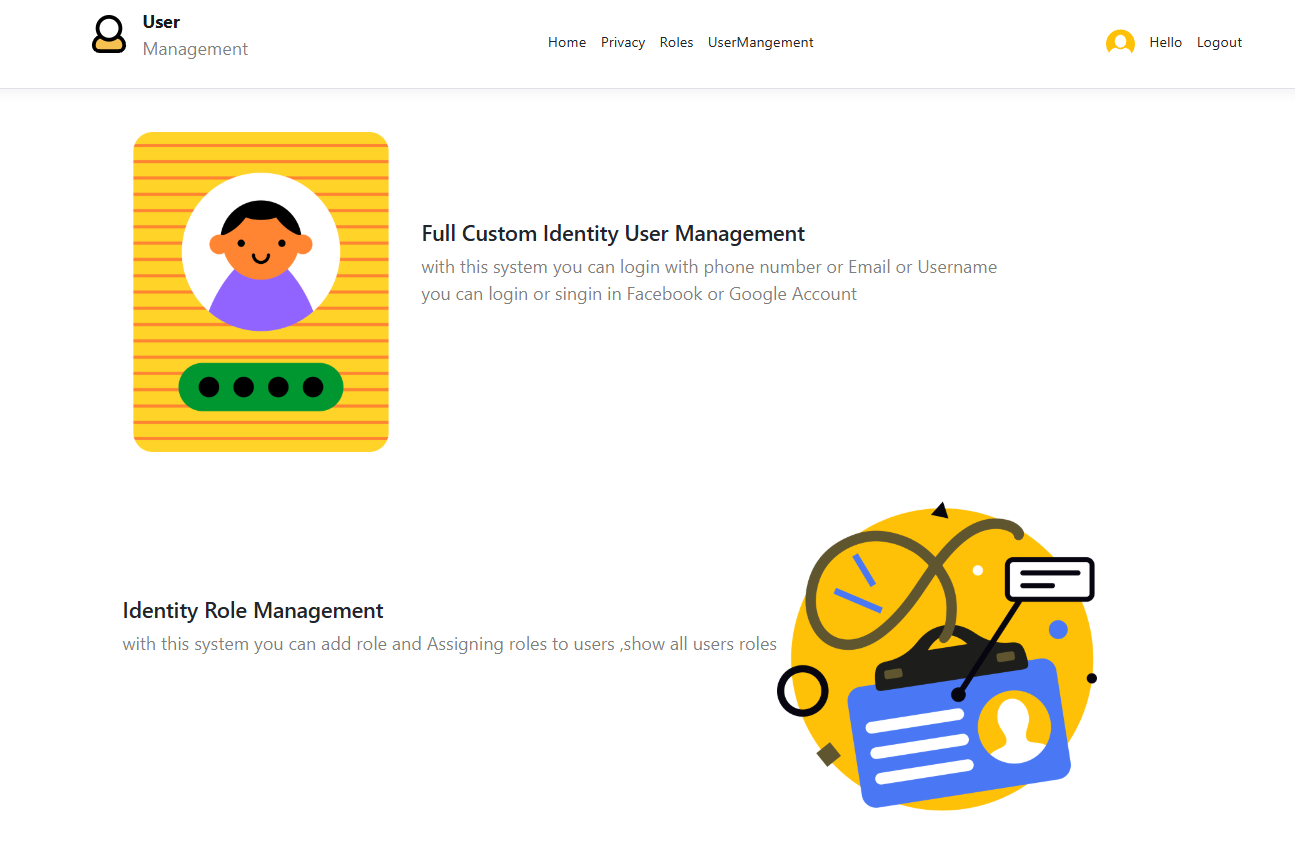 User
Management
Home Privacy Roles UserMangement
Hello Logout
Full Custom Identity User Management
with this system you can login with phone number or Email or Username
you can login or singin in Facebook or Google Account
Identity Role Management
with this system you can add role and Assigning roles to users ,show all users roles